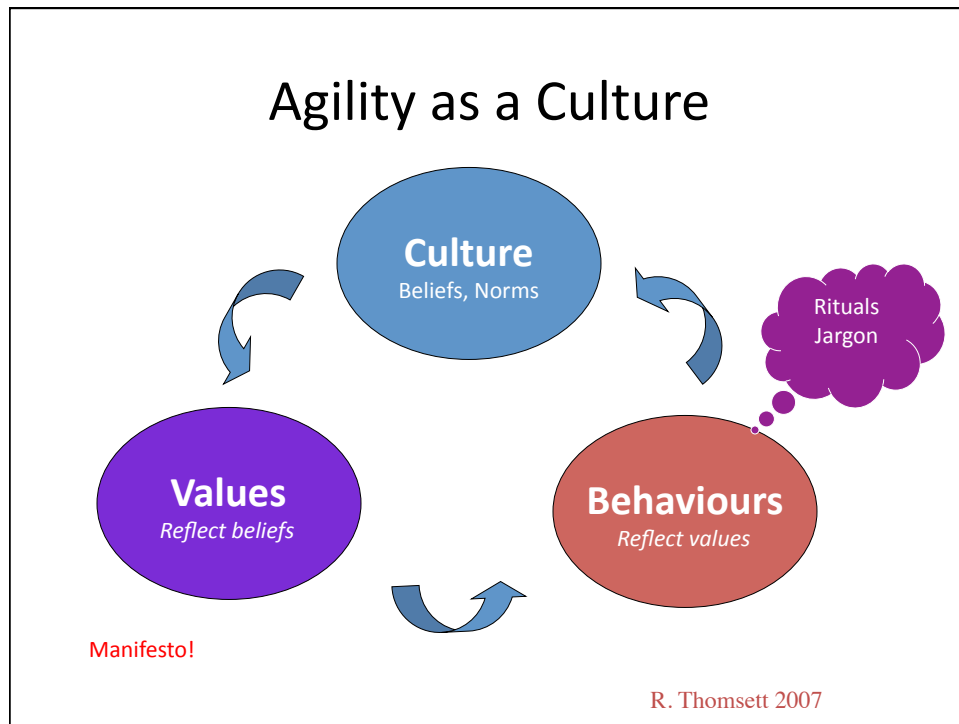 Agility as a Culture
Culture
Beliefs, Norms
Rituals
Jargon
Values
Reflect beliefs
Behaviours
Reflect values
Manifesto!
R. Thomsett 2007